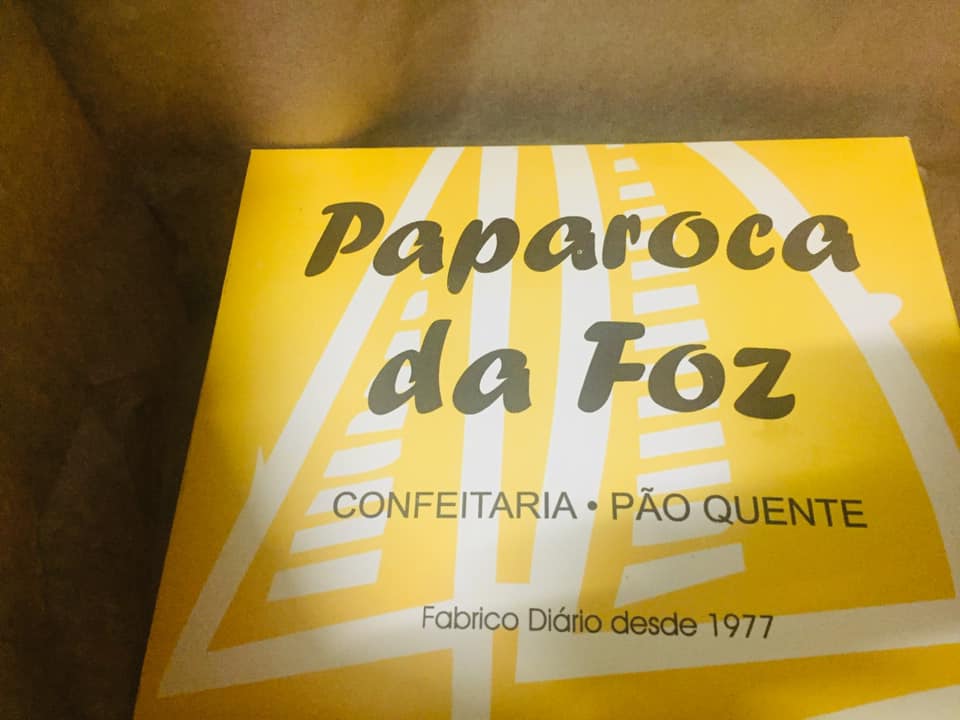 Paparoca
da Foz
CONFEITARIA • PÃO QUENTE
Fabrico Diário desde 1977